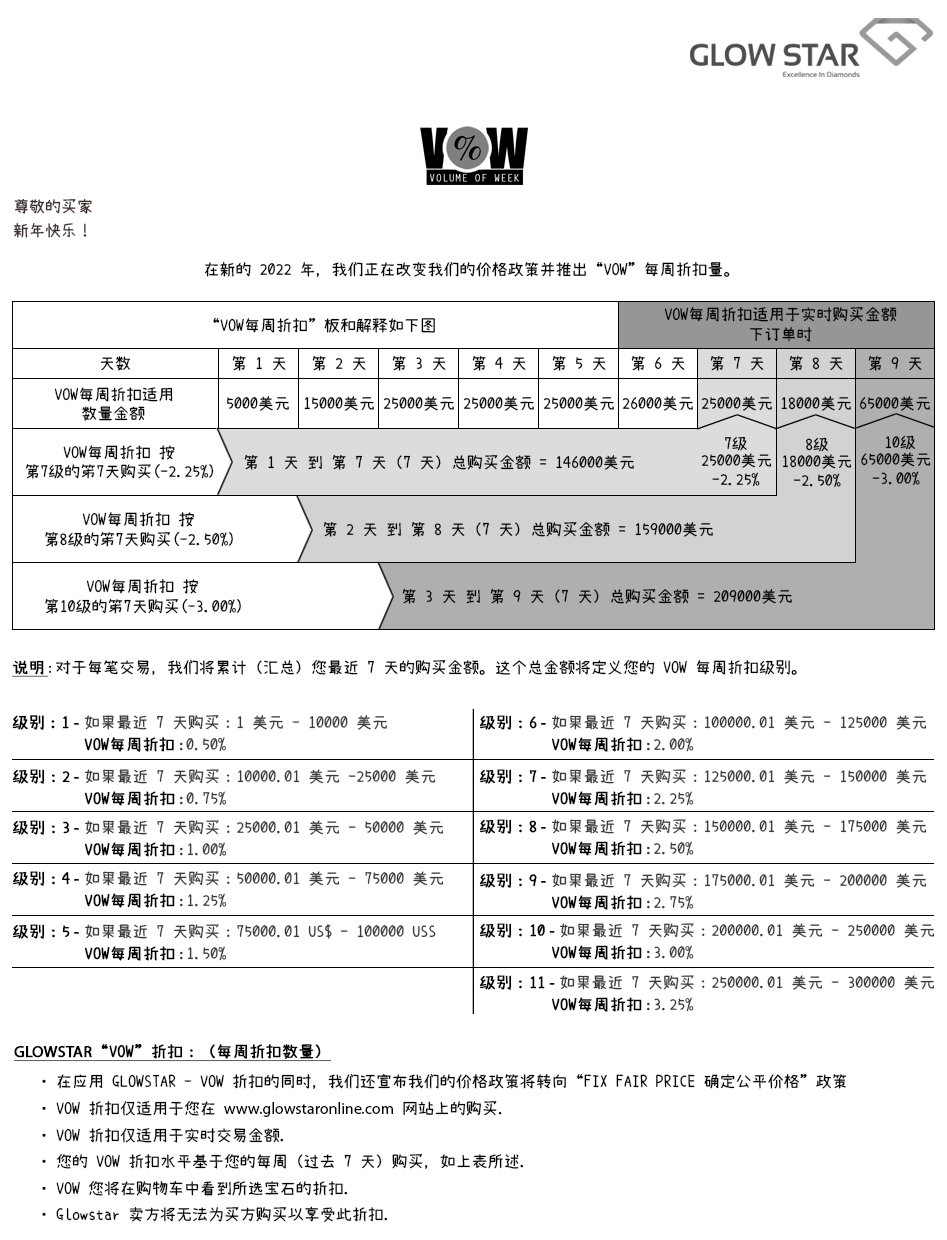 GLOW STAR
Excellence In Diamonds
V%W
VOLUME OF WEEK
尊敬的买家
新年快乐！
在新的 2022 年，我们正在改变我们的价格政策并推出“VOW”每周折扣量。
“VOW每周折扣”板和解释如下图
VOW每周折扣适用于实时购买金额
下订单时
天数 第 1 天 第 2 天 第 3 天 第 4 天 第 5 天 第 6 天 第 7 天 第 8 天 第 9 天
VOW每周折扣适用
数量金额
5000美元 15000美元 25000美元 25000美元 25000美元 26000美元 25000美元 18000美元 65000美元
VOW每周折扣 按
第7级的第7天购买(-2.25%)
第 1 天 到 第 7 天（7 天）总购买金额 = 146000美元
7级
25000美元
-2.25%
8级
18000美元
-2.50%
10级
65000美元
-3.00%
VOW每周折扣 按
第8级的第7天购买(-2.50%)
第 2 天 到 第 8 天（7 天）总购买金额 = 159000美元
VOW每周折扣 按
第10级的第7天购买(-3.00%)
第 3 天 到 第 9 天（7 天）总购买金额 = 209000美元
说明:对于每笔交易，我们将累计（汇总）您最近 7 天的购买金额。这个总金额将定义您的 VOW 每周折扣级别。
级别：1 - 如果最近 7 天购买：1 美元 - 10000 美元
VOW每周折扣:0.50%
级别：2 - 如果最近 7 天购买：10000.01 美元 -25000 美元
VOW每周折扣:0.75%
级别：3 - 如果最近 7 天购买：25000.01 美元 - 50000 美元
VOW每周折扣:1.00%
级别：4 - 如果最近 7 天购买：50000.01 美元 - 75000 美元
VOW每周折扣:1.25%
级别：5 - 如果最近 7 天购买：75000.01 US$ - 100000 USS
VOW每周折扣:1.50%
级别：6 - 如果最近 7 天购买：100000.01 美元 - 125000 美元
VOW每周折扣:2.00%
级别：7 - 如果最近 7 天购买：125000.01 美元 - 150000 美元
VOW每周折扣:2.25%
级别：8 - 如果最近 7 天购买：150000.01 美元 - 175000 美元
VOW每周折扣:2.50%
级别：9 - 如果最近 7 天购买：175000.01 美元 - 200000 美元
VOW每周折扣:2.75%
级别：10 - 如果最近 7 天购买：200000.01 美元 - 250000 美元
VOW每周折扣:3.00%
级别：11 - 如果最近 7 天购买：250000.01 美元 - 300000 美元
VOW每周折扣:3.25%
GLOWSTAR“VOW”折扣：（每周折扣数量）
· 在应用 GLOWSTAR - VOW 折扣的同时，我们还宣布我们的价格政策将转向“FIX FAIR PRICE 确定公平价格”政策
· VOW 折扣仅适用于您在 www.glowstaronline.com 网站上的购买.
· VOW 折扣仅适用于实时交易金额.
· 您的 VOW 折扣水平基于您的每周（过去 7 天）购买，如上表所述.
· VOW 您将在购物车中看到所选宝石的折扣.
· Glowstar 卖方将无法为买方购买以享受此折扣.